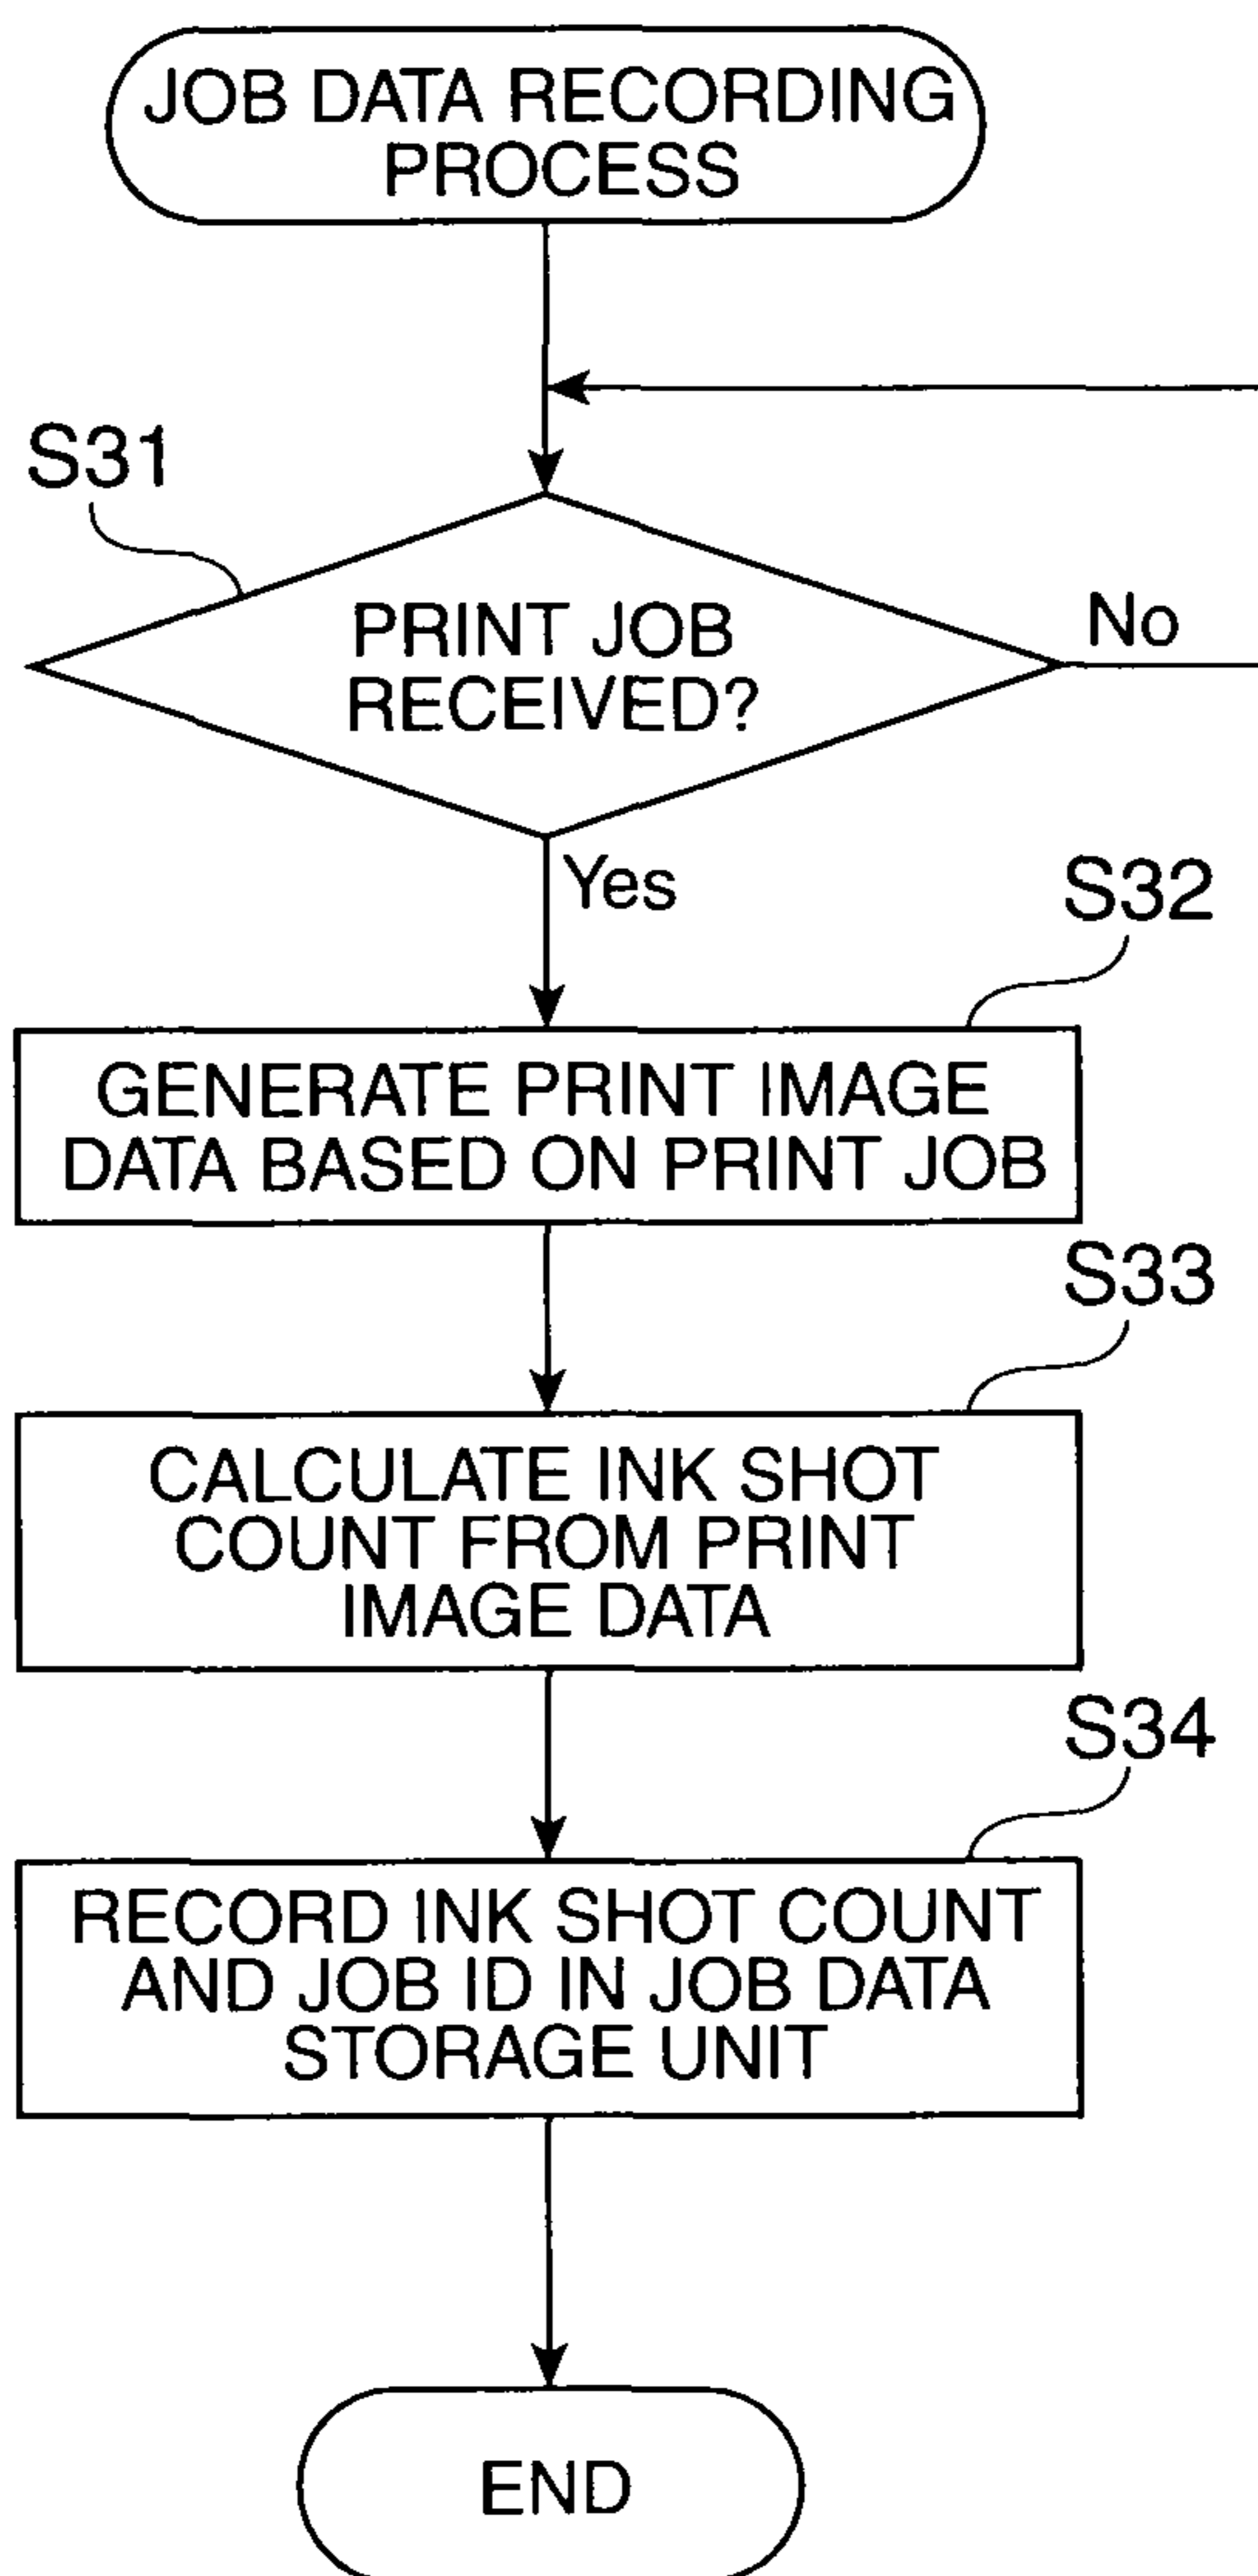 JOB DATA RECORDING
PROCESS
S31
PRINT JOB
RECEIVED?
No
Yes
S32
GENERATE PRINT IMAGE
DATA BASED ON PRINT JOB
S33
CALCULATE INK SHOT
COUNT FROM PRINT
IMAGE DATA
S34
RECORD INK SHOT COUNT
AND JOB ID IN JOB DATA
STORAGE UNIT
END